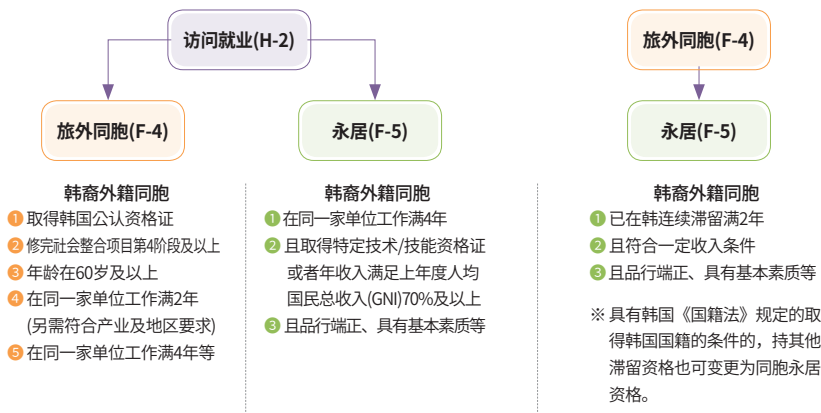 访问就业(H-2)
旅外同胞(F-4)
永居(F-5)
韩裔外籍同胞
❶ 取得韩国公认资格证
❷ 修完社会整合项目第4阶段及以上
❸ 年龄在60岁及以上
❹ 在同一家单位工作满2年
(另需符合产业及地区要求)
❺ 在同一家单位工作满4年等
韩裔外籍同胞
❶ 在同一家单位工作满4年
❷ 且取得特定技术/技能资格证
或者年收入满足上年度人均
国民总收入(GNI)70%及以上
❸ 且品行端正、具有基本素质等
旅外同胞(F-4)
永居(F-5)
韩裔外籍同胞
❶ 已在韩连续滞留满2年
❷ 且符合一定收入条件
❸ 且品行端正、具有基本素质等
※ 具有韩国《国籍法》规定的取
得韩国国籍的条件的，持其他
滞留资格也可变更为同胞永居
资格。